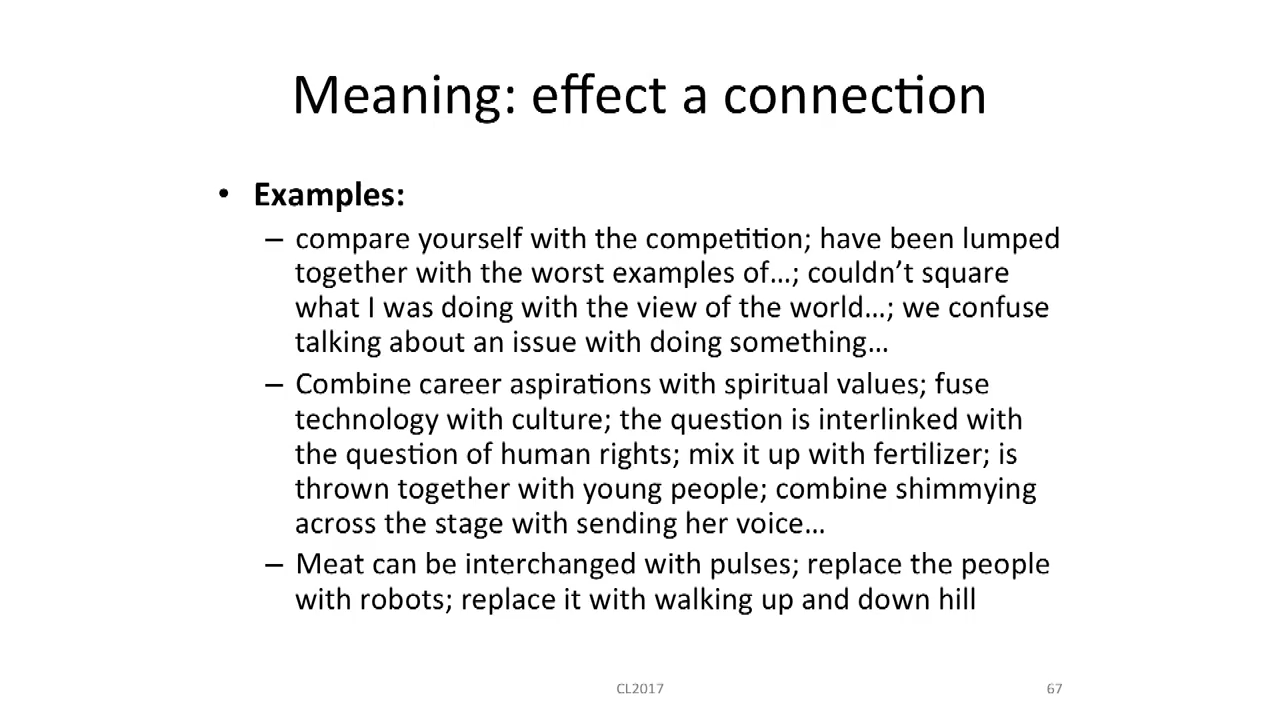 Meaning: effect a connection
• Examples:
– compare yourself with the competition; have been lumped
together with the worst examples of…; couldn’t square
what I was doing with the view of the world…; we confuse
talking about an issue with doing something…
– Combine career aspirations with spiritual values; fuse
technology with culture; the question is interlinked with
the question of human rights; mix it up with fertilizer; is
thrown together with young people; combine shimmying
across the stage with sending her voice…
– Meat can be interchanged with pulses; replace the people
with robots; replace it with walking up and down hill
CL2017
67